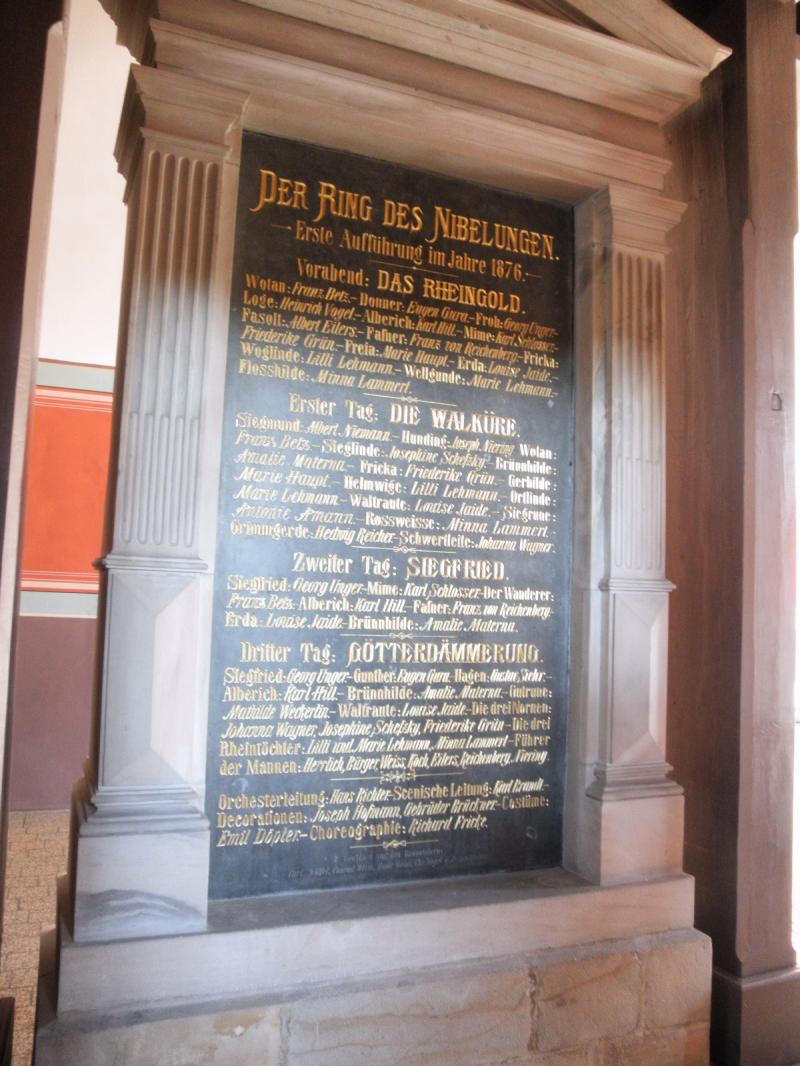 DER RING DES NIBELUNGEN.
Erste Aufführung im Jahre 1876.
Vorabend: DAS RHEINGOLD.
Wotan: Franz Betz.- Donner: Eugen Gura.- Froh: Georg Unger.-
Loge: Heinrich Vogel.- Alberich: Karl Hill.- Mime: Karl Schlosser.-
Fasolt: Albert Eilers.- Fafner: Franz von Reichenberg.- Fricka:
Friederike Grün.- Freia: Marie Haupt.- Erda: Louise Jaide.-
Woglinde: Lilli Lehmann.- Wellgunde: Marie Lehmann.-
Flosshilde: Minna Lammert.
Erster Tag: DIE WALKÜRE.
Siegmund: Albert Niemann.- Hunding: Joseph Niering Wotan:
Franz Betz.- Sieglinde: Josephine Schefsky.- Brünnhilde:
Amalie Materna.- Fricka: Friederike Grün.- Gerhilde:
Marie Haupt.- Helmwige: Lilli Lehmann.- Ortlinde:
Marie Lehmann.- Waltraute: Louise Jaide.- Siegrune:
Antonie Amann.- Rossweisse: Minna Lammert.-
Grimmgerde: Hedwig Reicher.- Schwertleite: Johanna Wagner.
Zweiter Tag: SIEGFRIED.
Siegfried: Georg Unger.- Mime: Karl Schlosser.- Der Wanderer:
Franz Betz.- Alberich: Karl Hill.- Fafner: Franz von Reichenberg.-
Erda: Louise Jaide.- Brünnhilde: Amalie Materna.
Dritter Tag: GÖTTERDÄMMERUNG.
Siegfried: Georg Unger.- Gunther: Eugen Gura.- Hagen: Gustav Siehr.-
Alberich: Karl Hill.- Brünnhilde: Amalie Materna.- Gutrune:
Mathilde Weckerlin.- Waltraute: Louise Jaide.- Die drei Nornen:
Johanna Wagner, Josephine Schefsky, Friederike Grün.- Die drei
Rheintöchter: Lilli und Marie Lehmann, Minna Lammert.- Führer
der Mannen: Herrlich, Bürger, Weiss, Koch, Eilers, Reichenberg, Niering
Orchesterleitung: Hans Richter.- Scenische Leitung: Karl Brandt.-
Decorationen: Joseph Hofmann, Gebrüder Brückner.- Costüme:
Emil Döpler.- Choreographie: Richard Fricke.